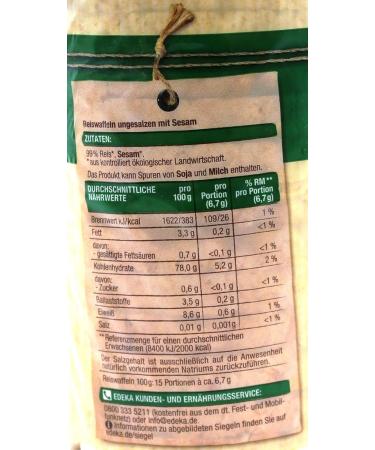 Reiswaffeln ungesalzen mit Sesam
ZUTATEN:
99% Reis*, Sesam*.
* aus kontrolliert ökologischer Landwirtschaft.
Das Produkt kann Spuren von Soja und Milch enthalten.
DURCHSCHNITTLICHE NÄHRWERTE pro 100g pro Portion (6,7g) % RM** pro Portion (6,7g)
Brennwert kJ/kcal 1622/383 109/26 1 %
Fett 3,3 g 0,2 g <1 %
davon:
- gesättigte Fettsäuren 0,7 g <0,1 g <1 %
Kohlenhydrate 78,0 g 5,2 g 2 %
davon:
- Zucker 0,6 g <0,1 g <1 %
Ballaststoffe 3,5 g 0,2 g
Eiweiß 8,6 g 0,6 g 1 %
Salz 0,01 g 0,001g <1 %
**Referenzmenge für einen durchschnittlichen
Erwachsenen (8400 kJ/2000 kcal)
Der Salzgehalt ist ausschließlich auf die Anwesenheit
natürlich vorkommenden Natriums zurückzuführen.
Reiswaffeln 100g: 15 Portionen à ca. 6,7g
EDEKA KUNDEN- UND ERNÄHRUNGSSERVICE:
0800 333 5211 (kostenfrei aus dem dt. Fest- und Mobil-
funknetz) oder info@edeka.de
Informationen zu abgebildeten Siegeln finden Sie auf
edeka.de/siegel